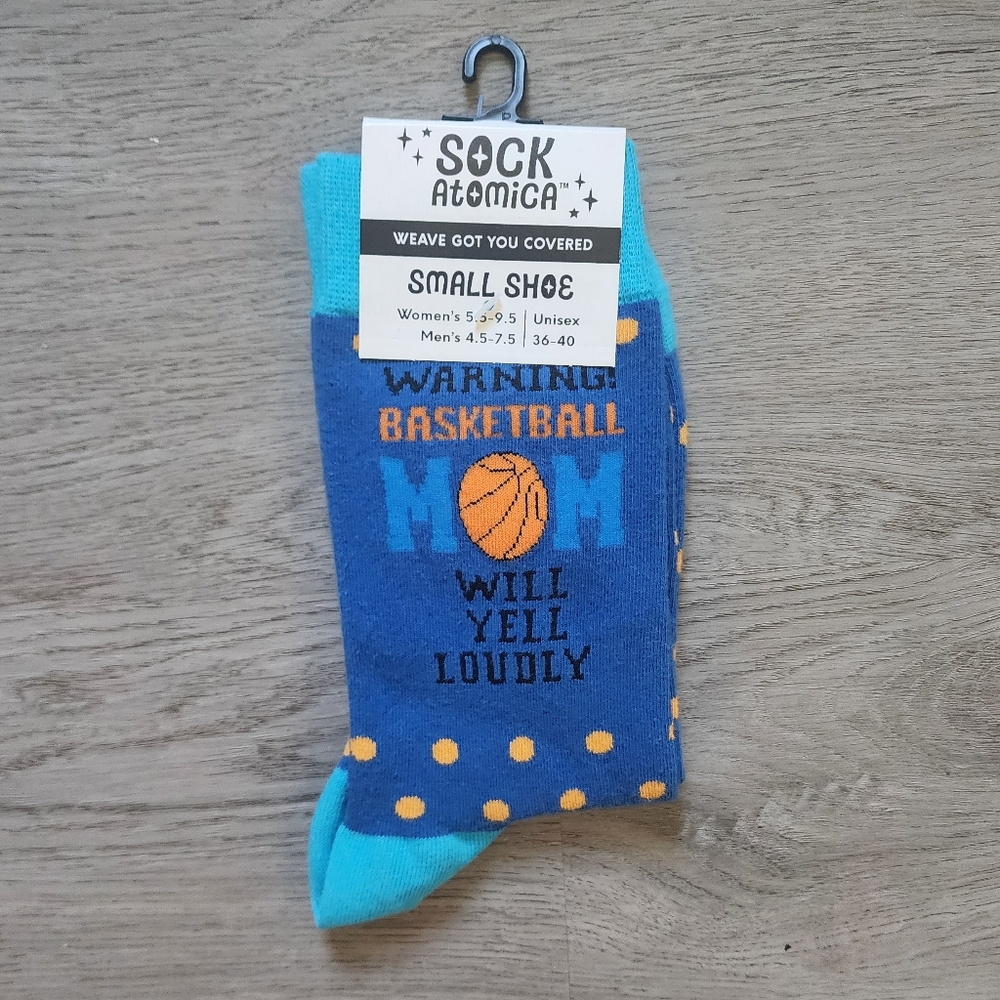 SOCK
ATOMICA™
WEAVE GOT YOU COVERED
SMALL SHOE
Women's 5.5-9.5 | Unisex
Men's 4.5-7.5 | 36-40
WARNING!
BASKETBALL
MOM
WILL
YELL
LOUDLY